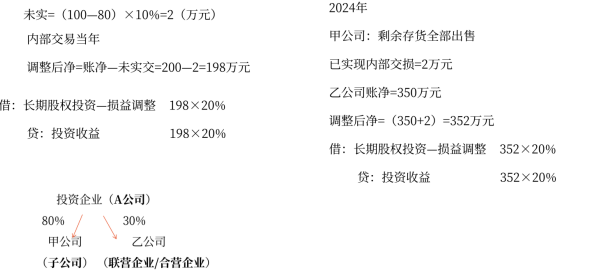 未实=（100—80）×10%=2（万元）
内部交易当年
调整后净=账净—未实交=200—2=198万元
借：长期股权投资—损益调整 198×20%
贷：投资收益 198×20%
投资企业（A公司）
80% 30%
甲公司 乙公司
（子公司） （联营企业/合营企业）
2024年
甲公司：剩余存货全部出售
已实现内部交损=2万元
乙公司账净=350万元
调整后净=（350+2）=352万元
借：长期股权投资—损益调整 352×20%
贷：投资收益 352×20%